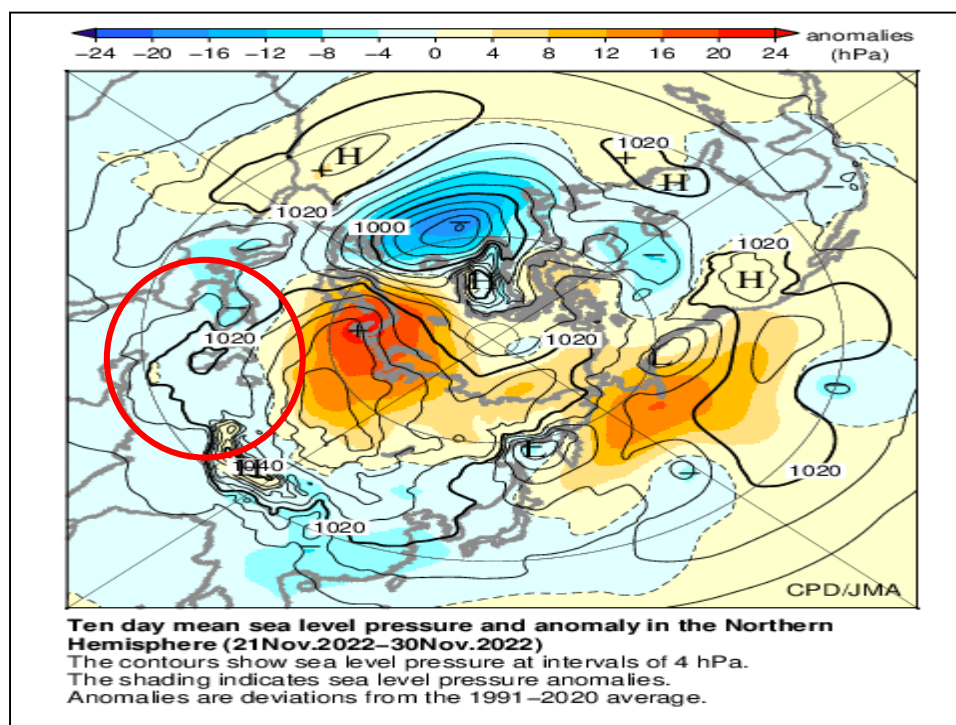 anomalies
−24 −20 −16 −12 −8 −4 0 4 8 12 16 20 24 (hPa)
1020
H
H
1020
1000
1020
H
H
1020
1020
1040
H
L
1020
1020
CPD/JMA
Ten day mean sea level pressure and anomaly in the Northern
Hemisphere (21Nov.2022−30Nov.2022)
The contours show sea level pressure at intervals of 4 hPa.
The shading indicates sea level pressure anomalies.
Anomalies are deviations from the 1991−2020 average.